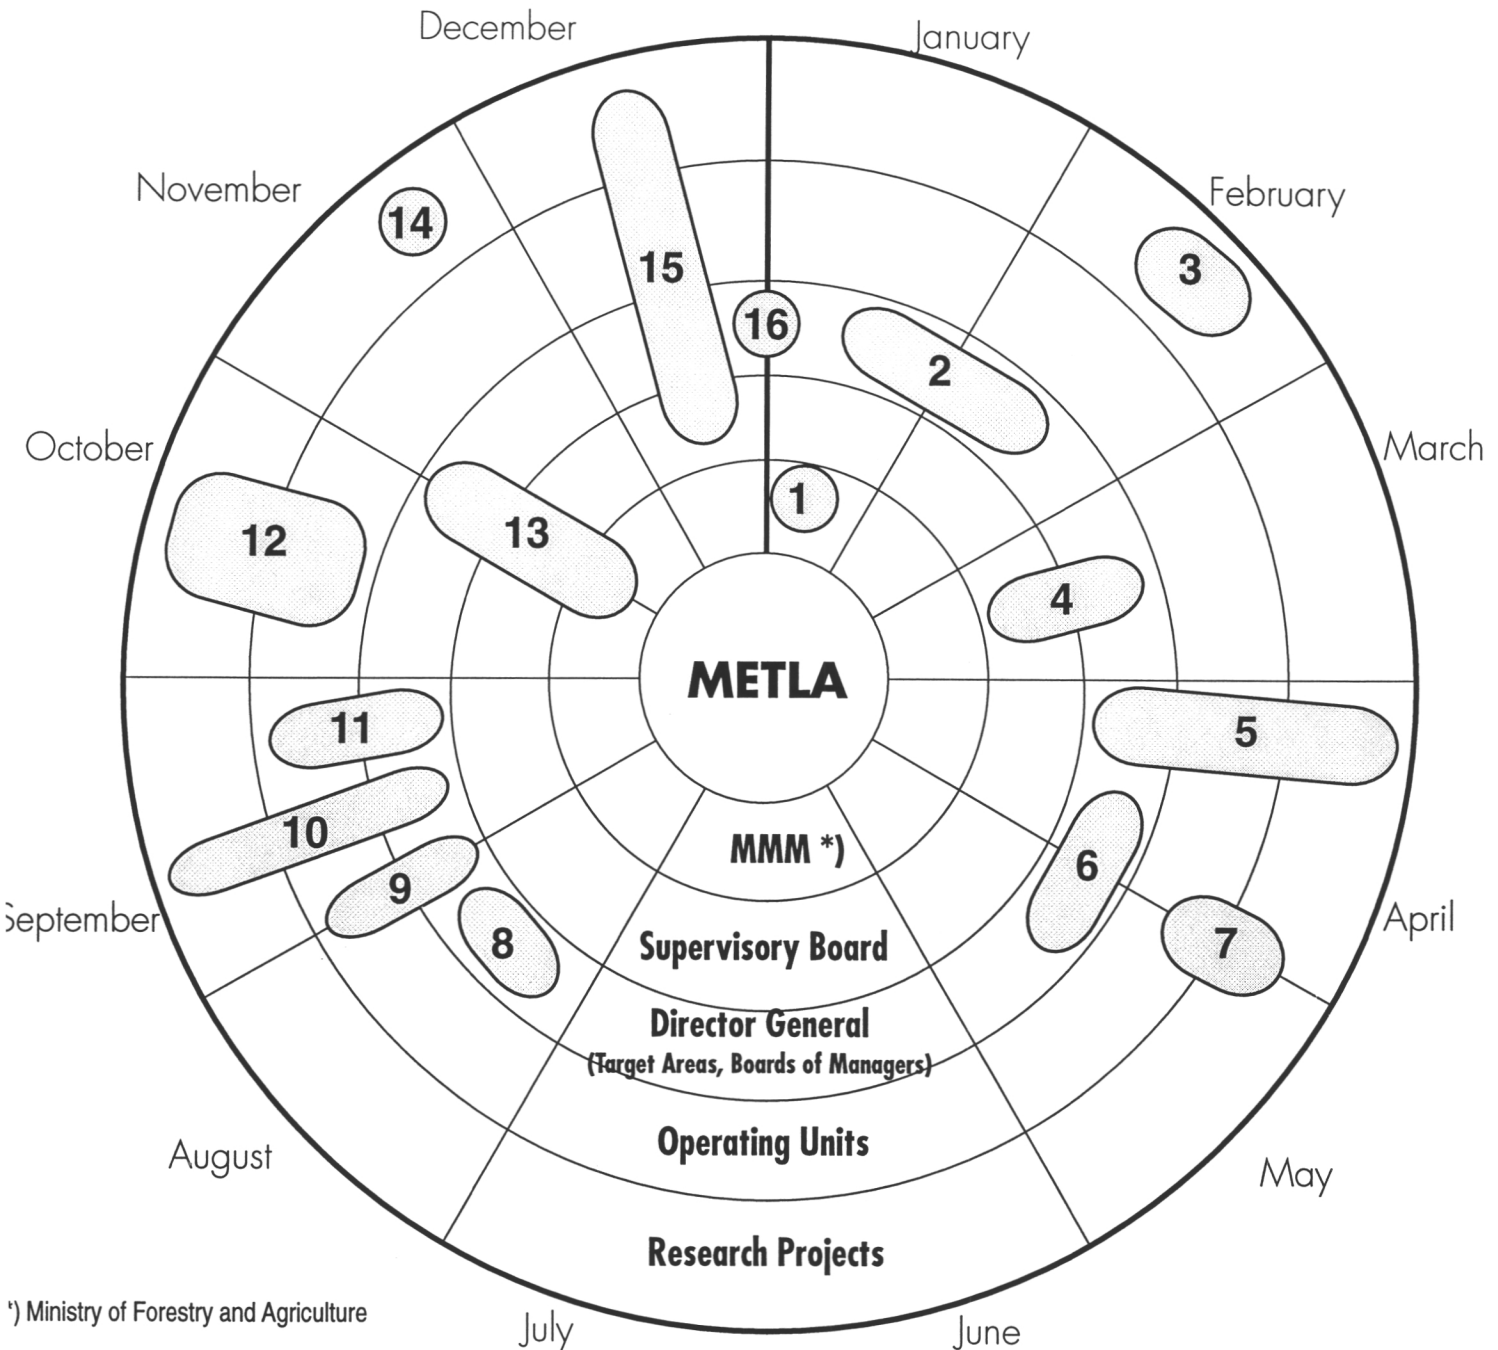 December
January
November
February
14
3
15
16
2
October
March
1
12
13
4
METLA
11
5
10
MMM *)
6
9
September
April
8
7
Supervisory Board
Director General
(Target Areas, Boards of Managers)
August
Operating Units
May
Research Projects
*) Ministry of Forestry and Agriculture
July
June